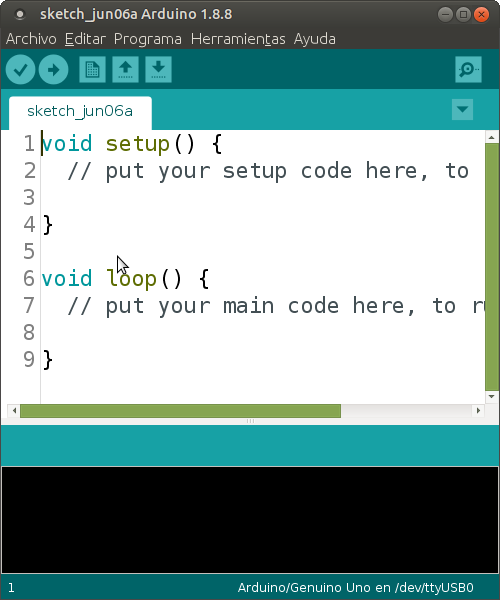 sketch_jun06a Arduino 1.8.8
Archivo Editar Programa Herramientas Ayuda
sketch_jun06a
1 void setup() {
2 // put your setup code here, to
3
4 }
5
6 void loop() {
7 // put your main code here, to ru
8
9 }
1 Arduino/Genuino Uno en /dev/ttyUSB0